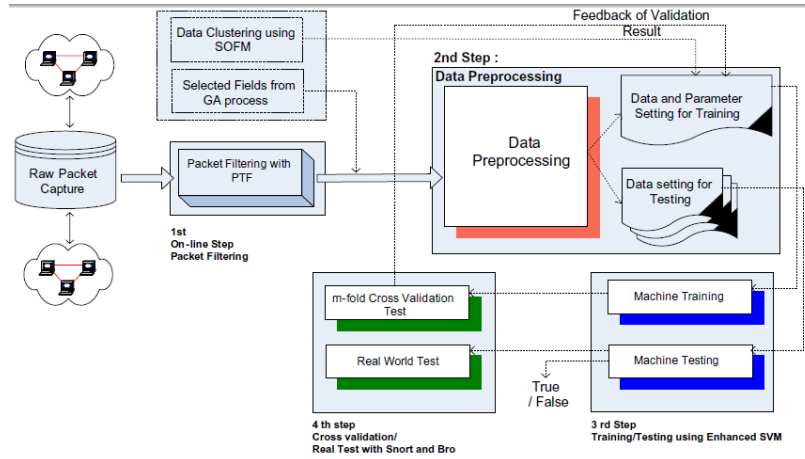 Feedback of Validation
Result
Data Clustering using
SOFM
Selected Fields from
GA process
2nd Step :
Data Preprocessing
Data
Preprocessing
Data and Parameter
Setting for Training
Data setting for
Testing
Raw Packet
Capture
Packet Filtering with
PTF
1st
On-line Step
Packet Filtering
m-fold Cross Validation
Test
Real World Test
Machine Training
Machine Testing
True
/ False
4 th step
Cross validation/
Real Test with Snort and Bro
3 rd Step
Training/Testing using Enhanced SVM